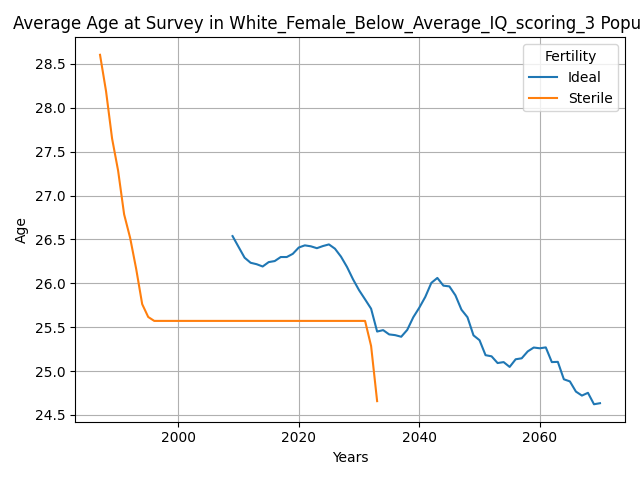 Average Age at Survey in White_Female_Below_Average_IQ_scoring_3 Popu
Fertility
Ideal
Sterile
28.5
28.0
27.5
27.0
26.5
26.0
25.5
25.0
24.5
Age
2000 2020 2040 2060
Years